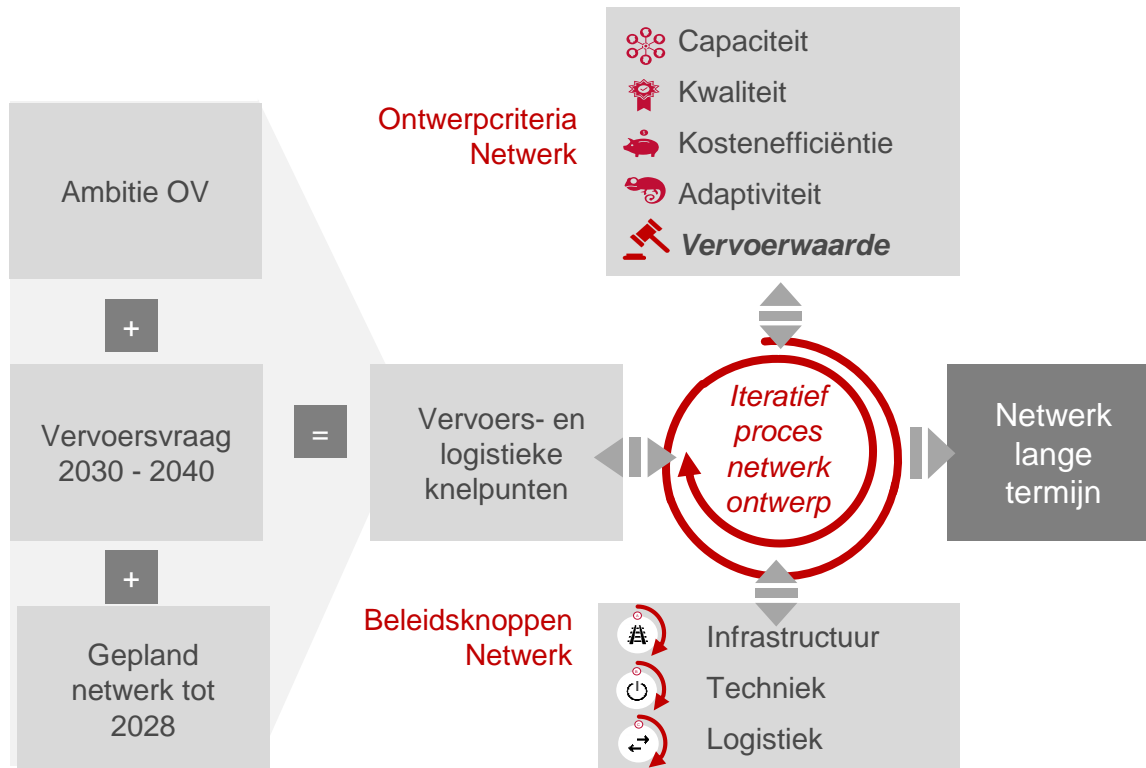 Ambitie OV
+
Vervoersvraag
2030 - 2040
+
Gepland
netwerk tot
2028
=
Vervoers- en
logistieke
knelpunten
Ontwerpcriteria
Netwerk
Capaciteit
Kwaliteit
Kostenefficiëntie
Adaptiviteit
Vervoerwaarde
Iteratief
proces
netwerk
ontwerp
Beleidsknoppen
Netwerk
Infrastructuur
Techniek
Logistiek
Netwerk
lange
termijn